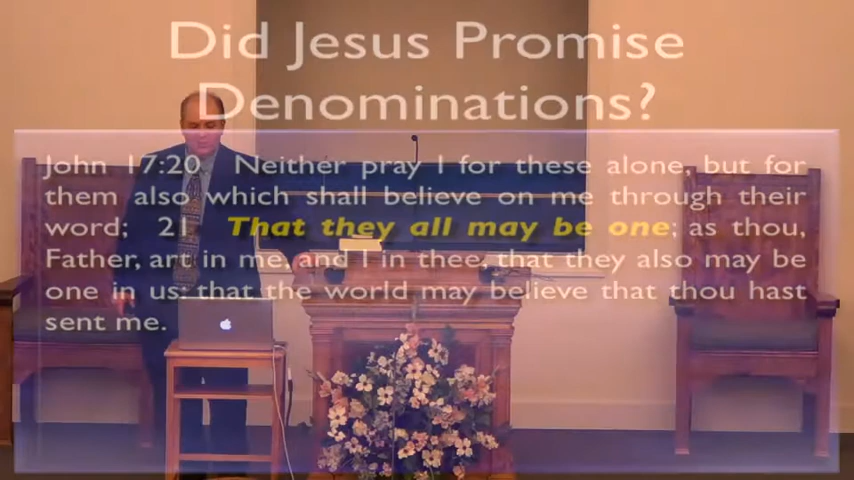 Did Jesus Promise
Denominations?
John 17:20 Neither pray I for these alone, but for
them also which shall believe on me through their
word; 21 That they all may be one; as thou,
Father, art in me, and I in thee, that they also may be
one in us: that the world may believe that thou hast
sent me.